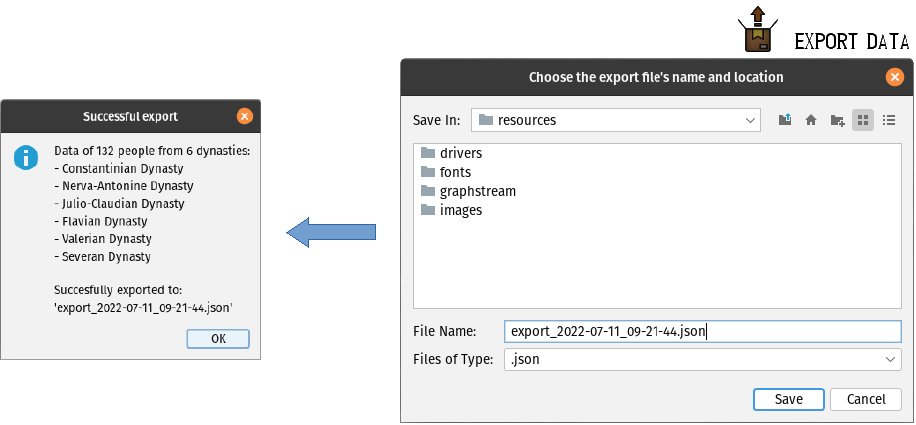 EXPORT DATA
Choose the export file's name and location
Save In: resources
drivers
fonts
graphstream
images
File Name: export_2022-07-11_09-21-44.json
Files of Type: .json
Save Cancel
Successful export
Data of 132 people from 6 dynasties:
- Constantinian Dynasty
- Nerva-Antonine Dynasty
- Julio-Claudian Dynasty
- Flavian Dynasty
- Valerian Dynasty
- Severan Dynasty
Succesfully exported to:
'export_2022-07-11_09-21-44.json'
OK